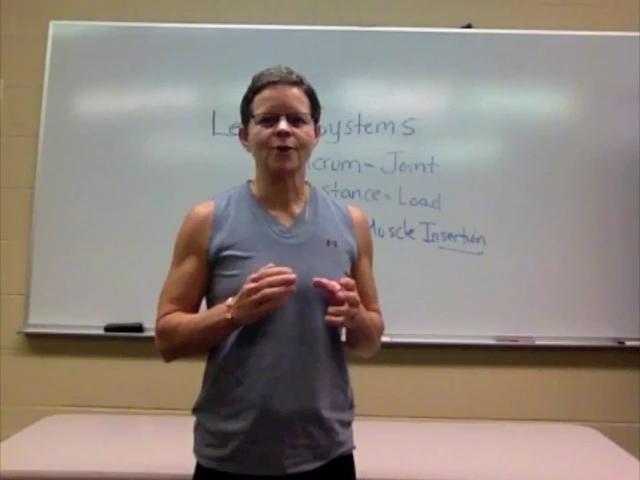 Le ystems
crum = Joint
stance = Load
Muscle Insertion